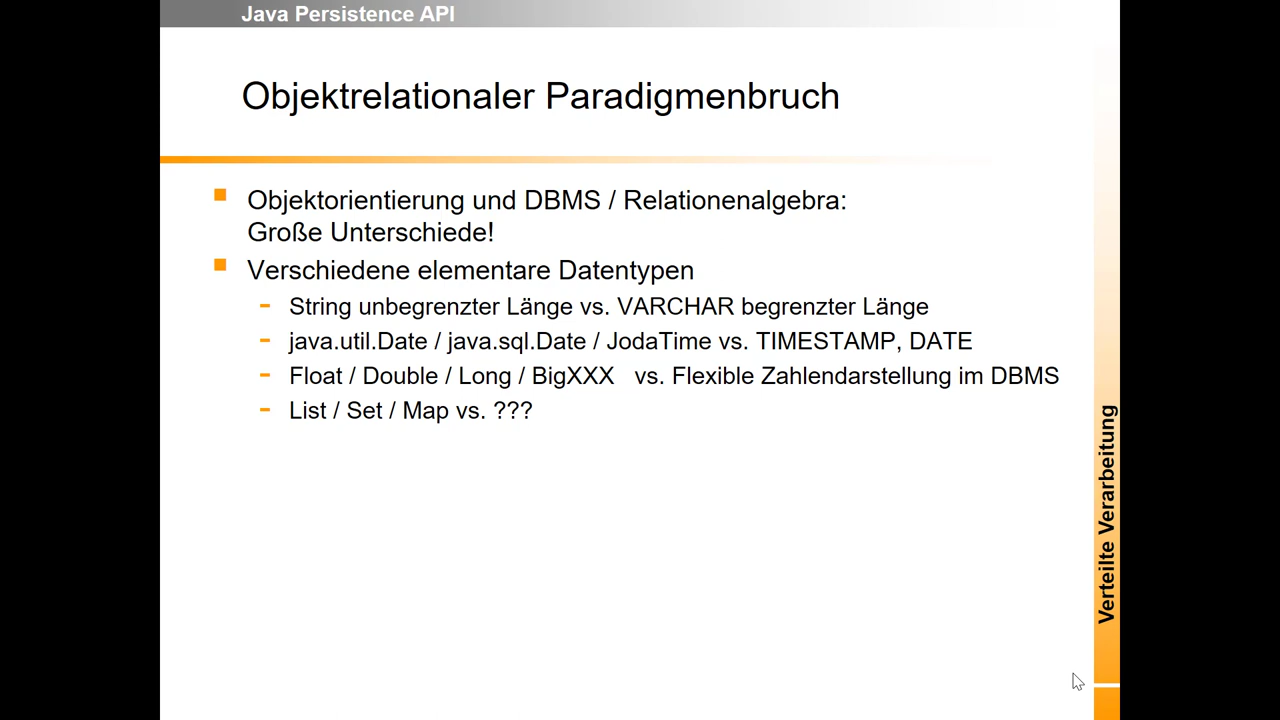 Java Persistence API
Objektrelationaler Paradigmenbruch
Objektorientierung und DBMS / Relationenalgebra:
Große Unterschiede!
Verschiedene elementare Datentypen
String unbegrenzter Länge vs. VARCHAR begrenzter Länge
java.util.Date / java.sql.Date / JodaTime vs. TIMESTAMP, DATE
Float / Double / Long / BigXXX vs. Flexible Zahlendarstellung im DBMS
List / Set / Map vs. ???
Verteilte Verarbeitung